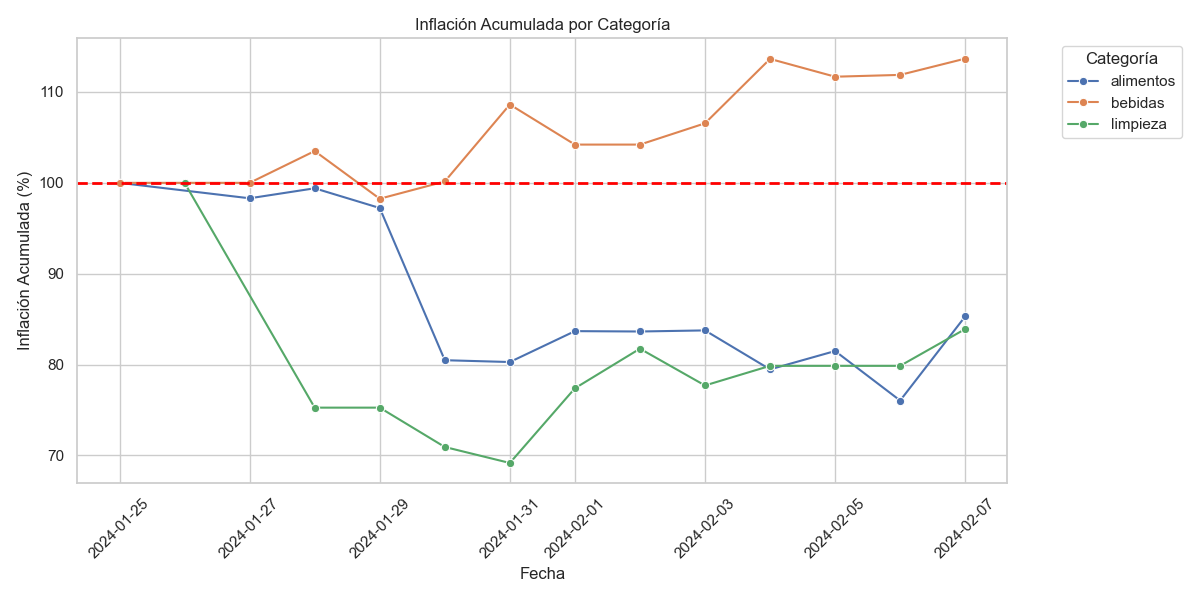 Inflación Acumulada por Categoría
Inflación Acumulada (%)
110
100
90
80
70
2024-01-25
2024-01-27
2024-01-29
2024-01-31
2024-02-01
2024-02-03
2024-02-05
2024-02-07
Fecha
Categoría
alimentos
bebidas
limpieza